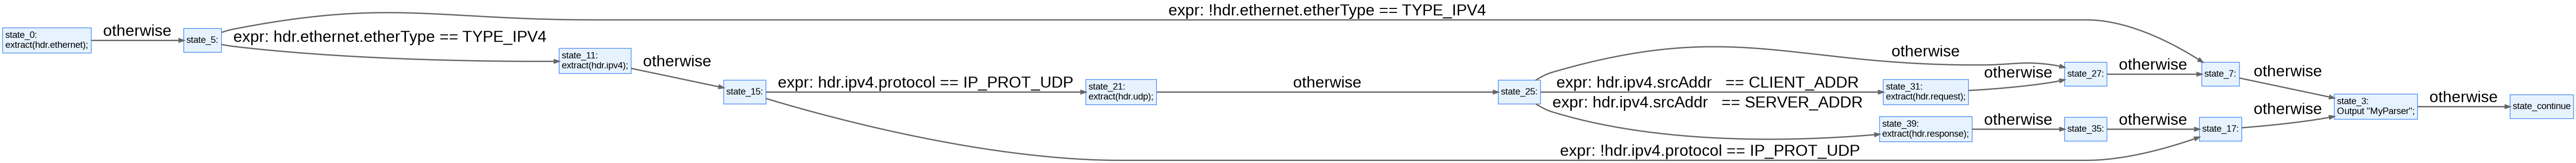 expr: !hdr.ethernet.etherType == TYPE_IPV4
state_0:
extract(hdr.ethernet);
otherwise
state_5:
expr: hdr.ethernet.etherType == TYPE_IPV4
state_11:
extract(hdr.ipv4);
otherwise
state_15:
expr: hdr.ipv4.protocol == IP_PROT_UDP
state_21:
extract(hdr.udp);
otherwise
state_25:
otherwise
expr: hdr.ipv4.srcAddr   == CLIENT_ADDR
expr: hdr.ipv4.srcAddr   == SERVER_ADDR
state_31:
extract(hdr.request);
otherwise
state_27:
otherwise
state_7:
otherwise
state_39:
extract(hdr.response);
otherwise
state_35:
otherwise
state_17:
otherwise
state_3:
Output "MyParser";
otherwise
state_continue
expr: !hdr.ipv4.protocol == IP_PROT_UDP